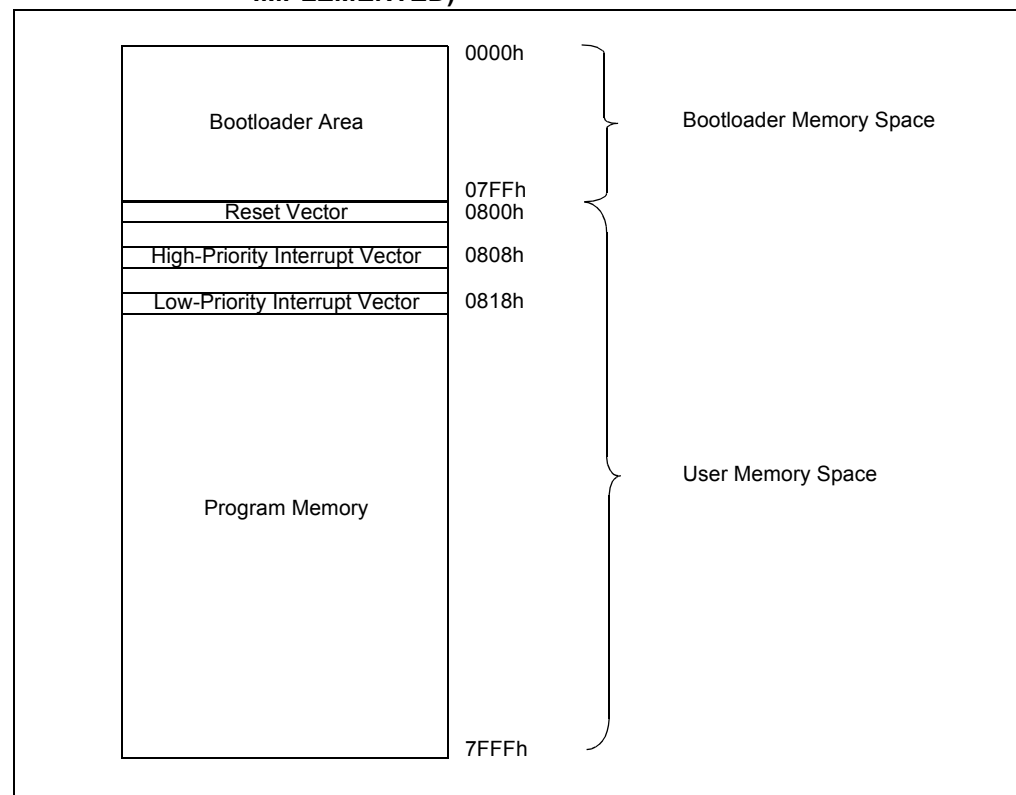 0000h
Bootloader Area
Bootloader Memory Space
07FFh
Reset Vector
0800h
High-Priority Interrupt Vector
0808h
Low-Priority Interrupt Vector
0818h
User Memory Space
Program Memory
7FFFh